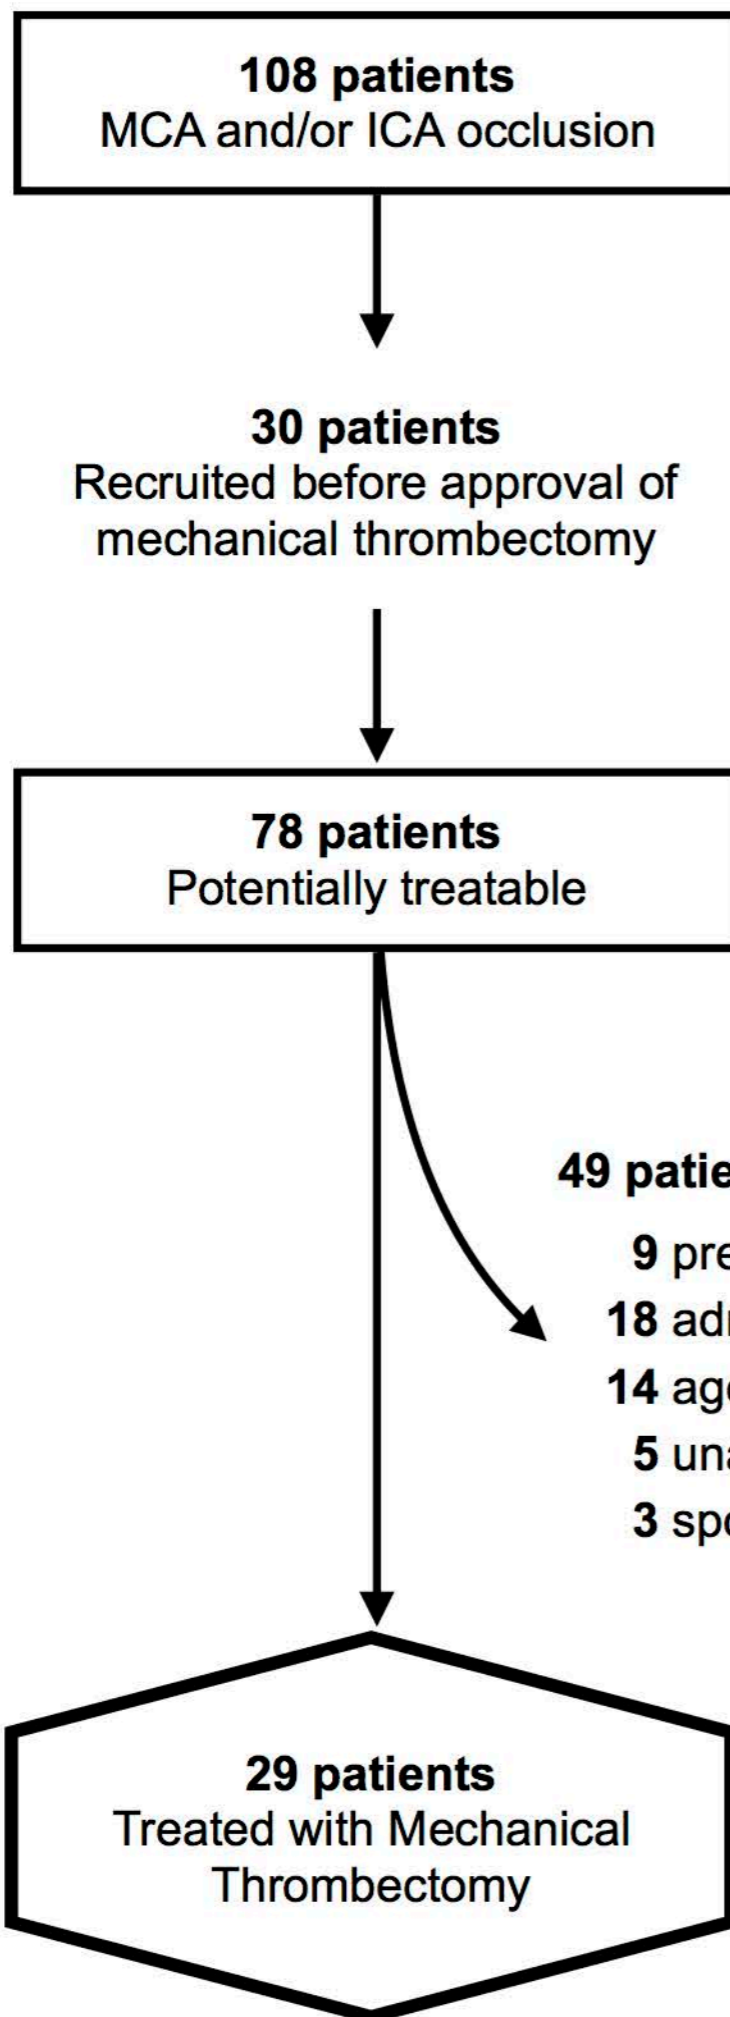 108 patients
MCA and/or ICA occlusion
30 patients
Recruited before approval of
mechanical thrombectomy
78 patients
Potentially treatable
49
9
18
14
5
3
29 patients
Treated with Mechanical
Thrombectomy